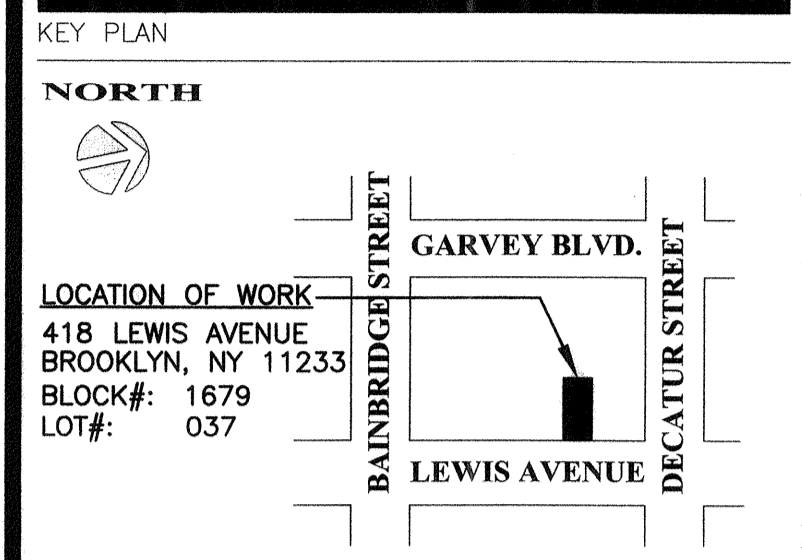 KEY PLAN
NORTH
BAINBRIDGE STREET
GARVEY BLVD.
DECATUR STREET
LOCATION OF WORK
418 LEWIS AVENUE
BROOKLYN, NY 11233
BLOCK#: 1679
LOT#: 037
LEWIS AVENUE